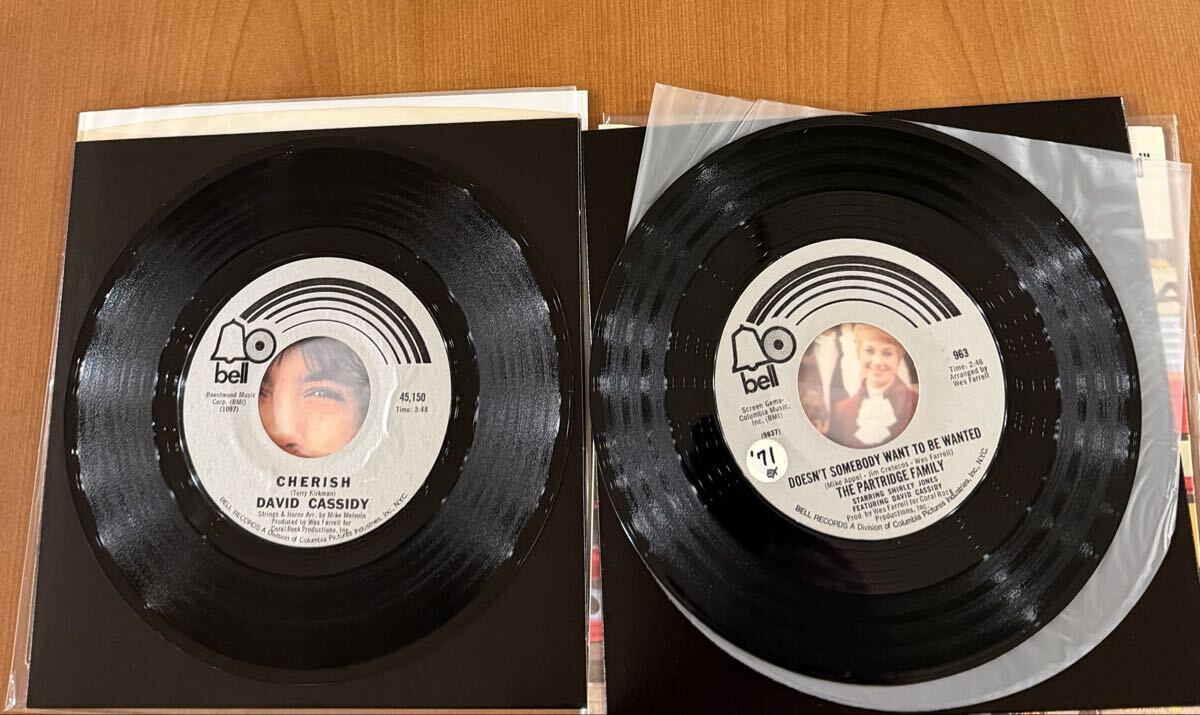 bell
Beechwood Music
Corp. (BMI)
(1097)
45,150
Time: 3:48
CHERISH
(Terry Kirkman)
DAVID CASSIDY
Strings & Horns Arr. by Mike Melvoin
Produced by Wes Farrell for
Coral Rock Productions, Inc.
BELL RECORDS A Division of Columbia Pictures Industries, Inc., N.Y.C.
bell
963
Time: 2:46
Arranged by
Wes Farrell
Screen Gems-
Columbia Music,
Inc. (BMI)
(9837)
'71
EX
DOESN'T SOMEBODY WANT TO BE WANTED
(Mike Appel - Jim Cretecos - Wes Farrell)
THE PARTRIDGE FAMILY
STARRING SHIRLEY JONES
FEATURING DAVID CASSIDY
Prod. by Wes Farrell for Coral Rock
Productions, Inc.
BELL RECORDS A Division of Columbia Pictures Industries, Inc., N.Y.C.